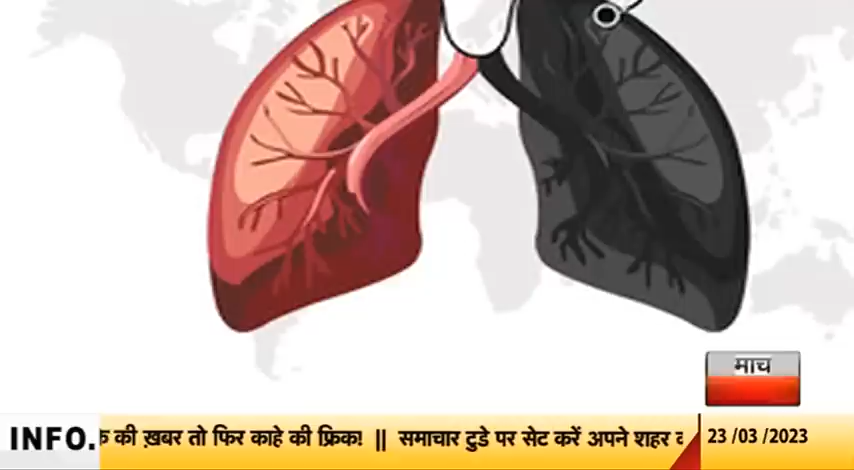 माच
INFO.
की ख़बर तो फिर काहे की फ्रिक! || समाचार टुडे पर सेट करें अपने शहर
23 /03 /2023